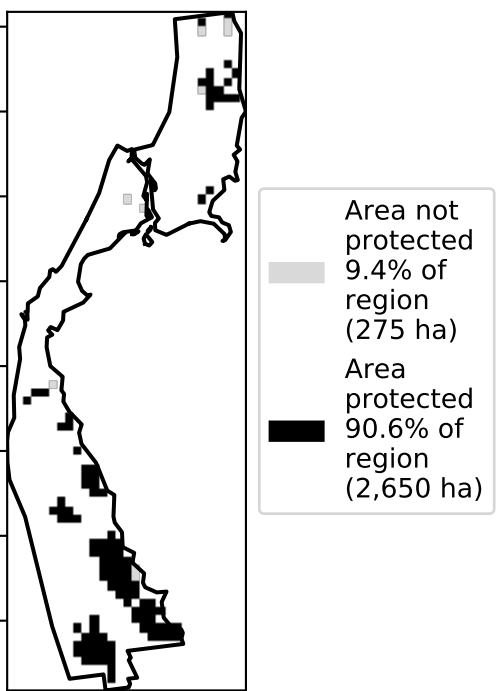 Area not
protected
9.4% of
region
(275 ha)
Area
protected
90.6% of
region
(2,650 ha)